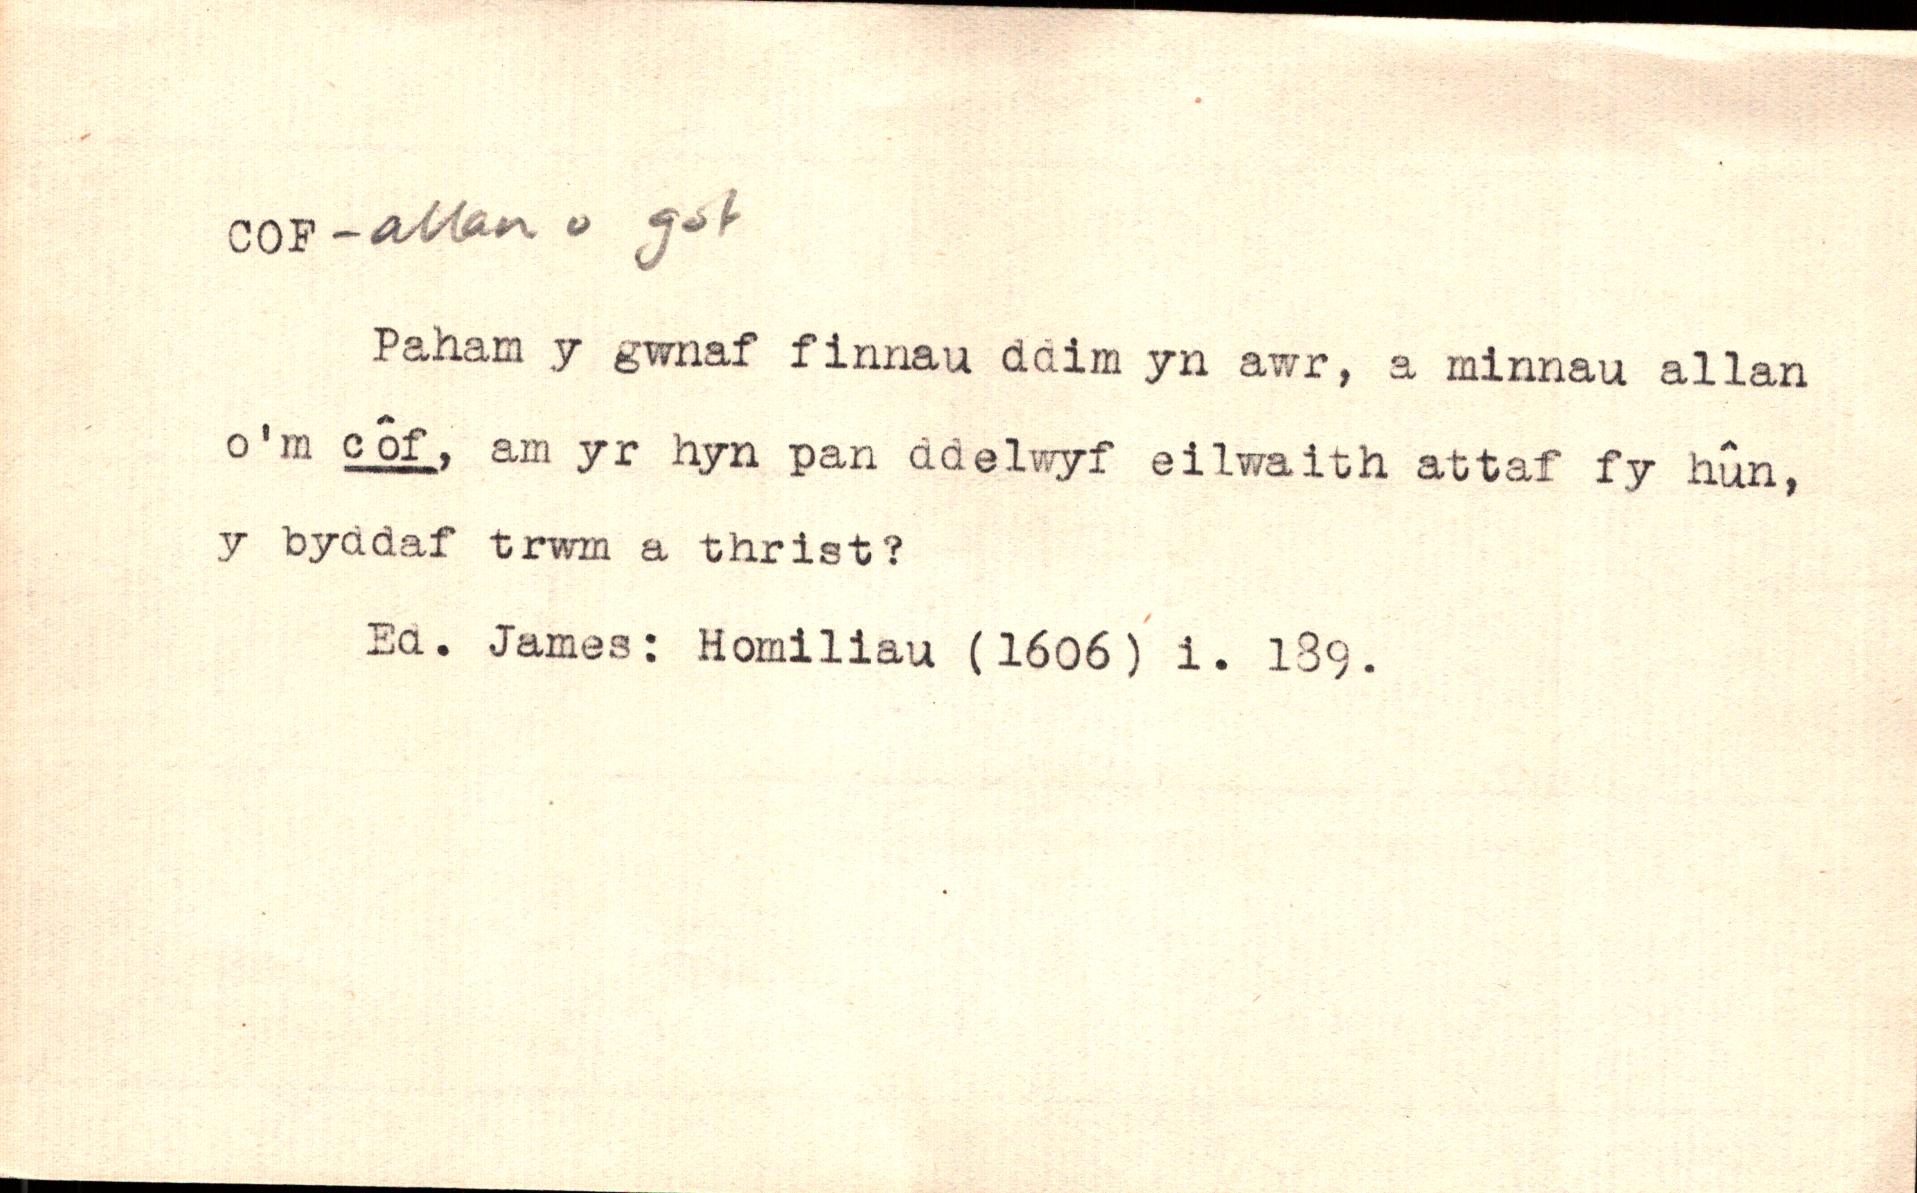 COF - allan o gof
Paham y gwnaf finnau ddim yn awr, a minnau allan
o'm côf, am yr hyn pan ddelwyf eilwaith attaf fy hûn,
y byddaf trwm a thrist?
Ed. James: Homiliau (1606) i. 189.